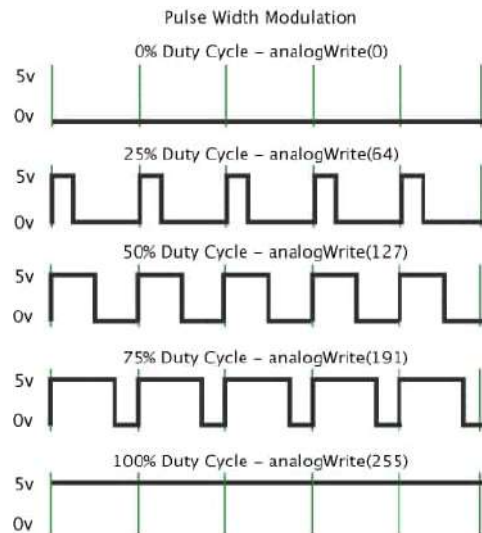 Pulse Width Modulation
0% Duty Cycle – analogWrite(0)
5v
0v
25% Duty Cycle – analogWrite(64)
5v
0v
50% Duty Cycle – analogWrite(127)
5v
0v
75% Duty Cycle – analogWrite(191)
5v
0v
100% Duty Cycle – analogWrite(255)
5v
0v